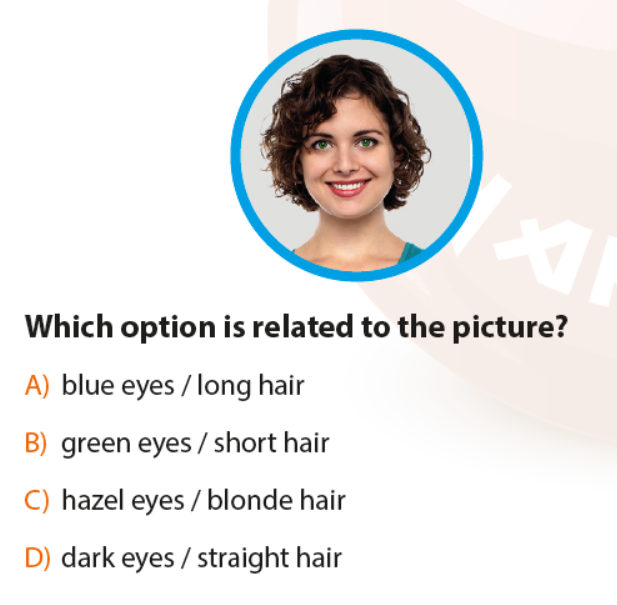 Which option is related to the picture?
A) blue eyes / long hair
B) green eyes / short hair
C) hazel eyes / blonde hair
D) dark eyes / straight hair